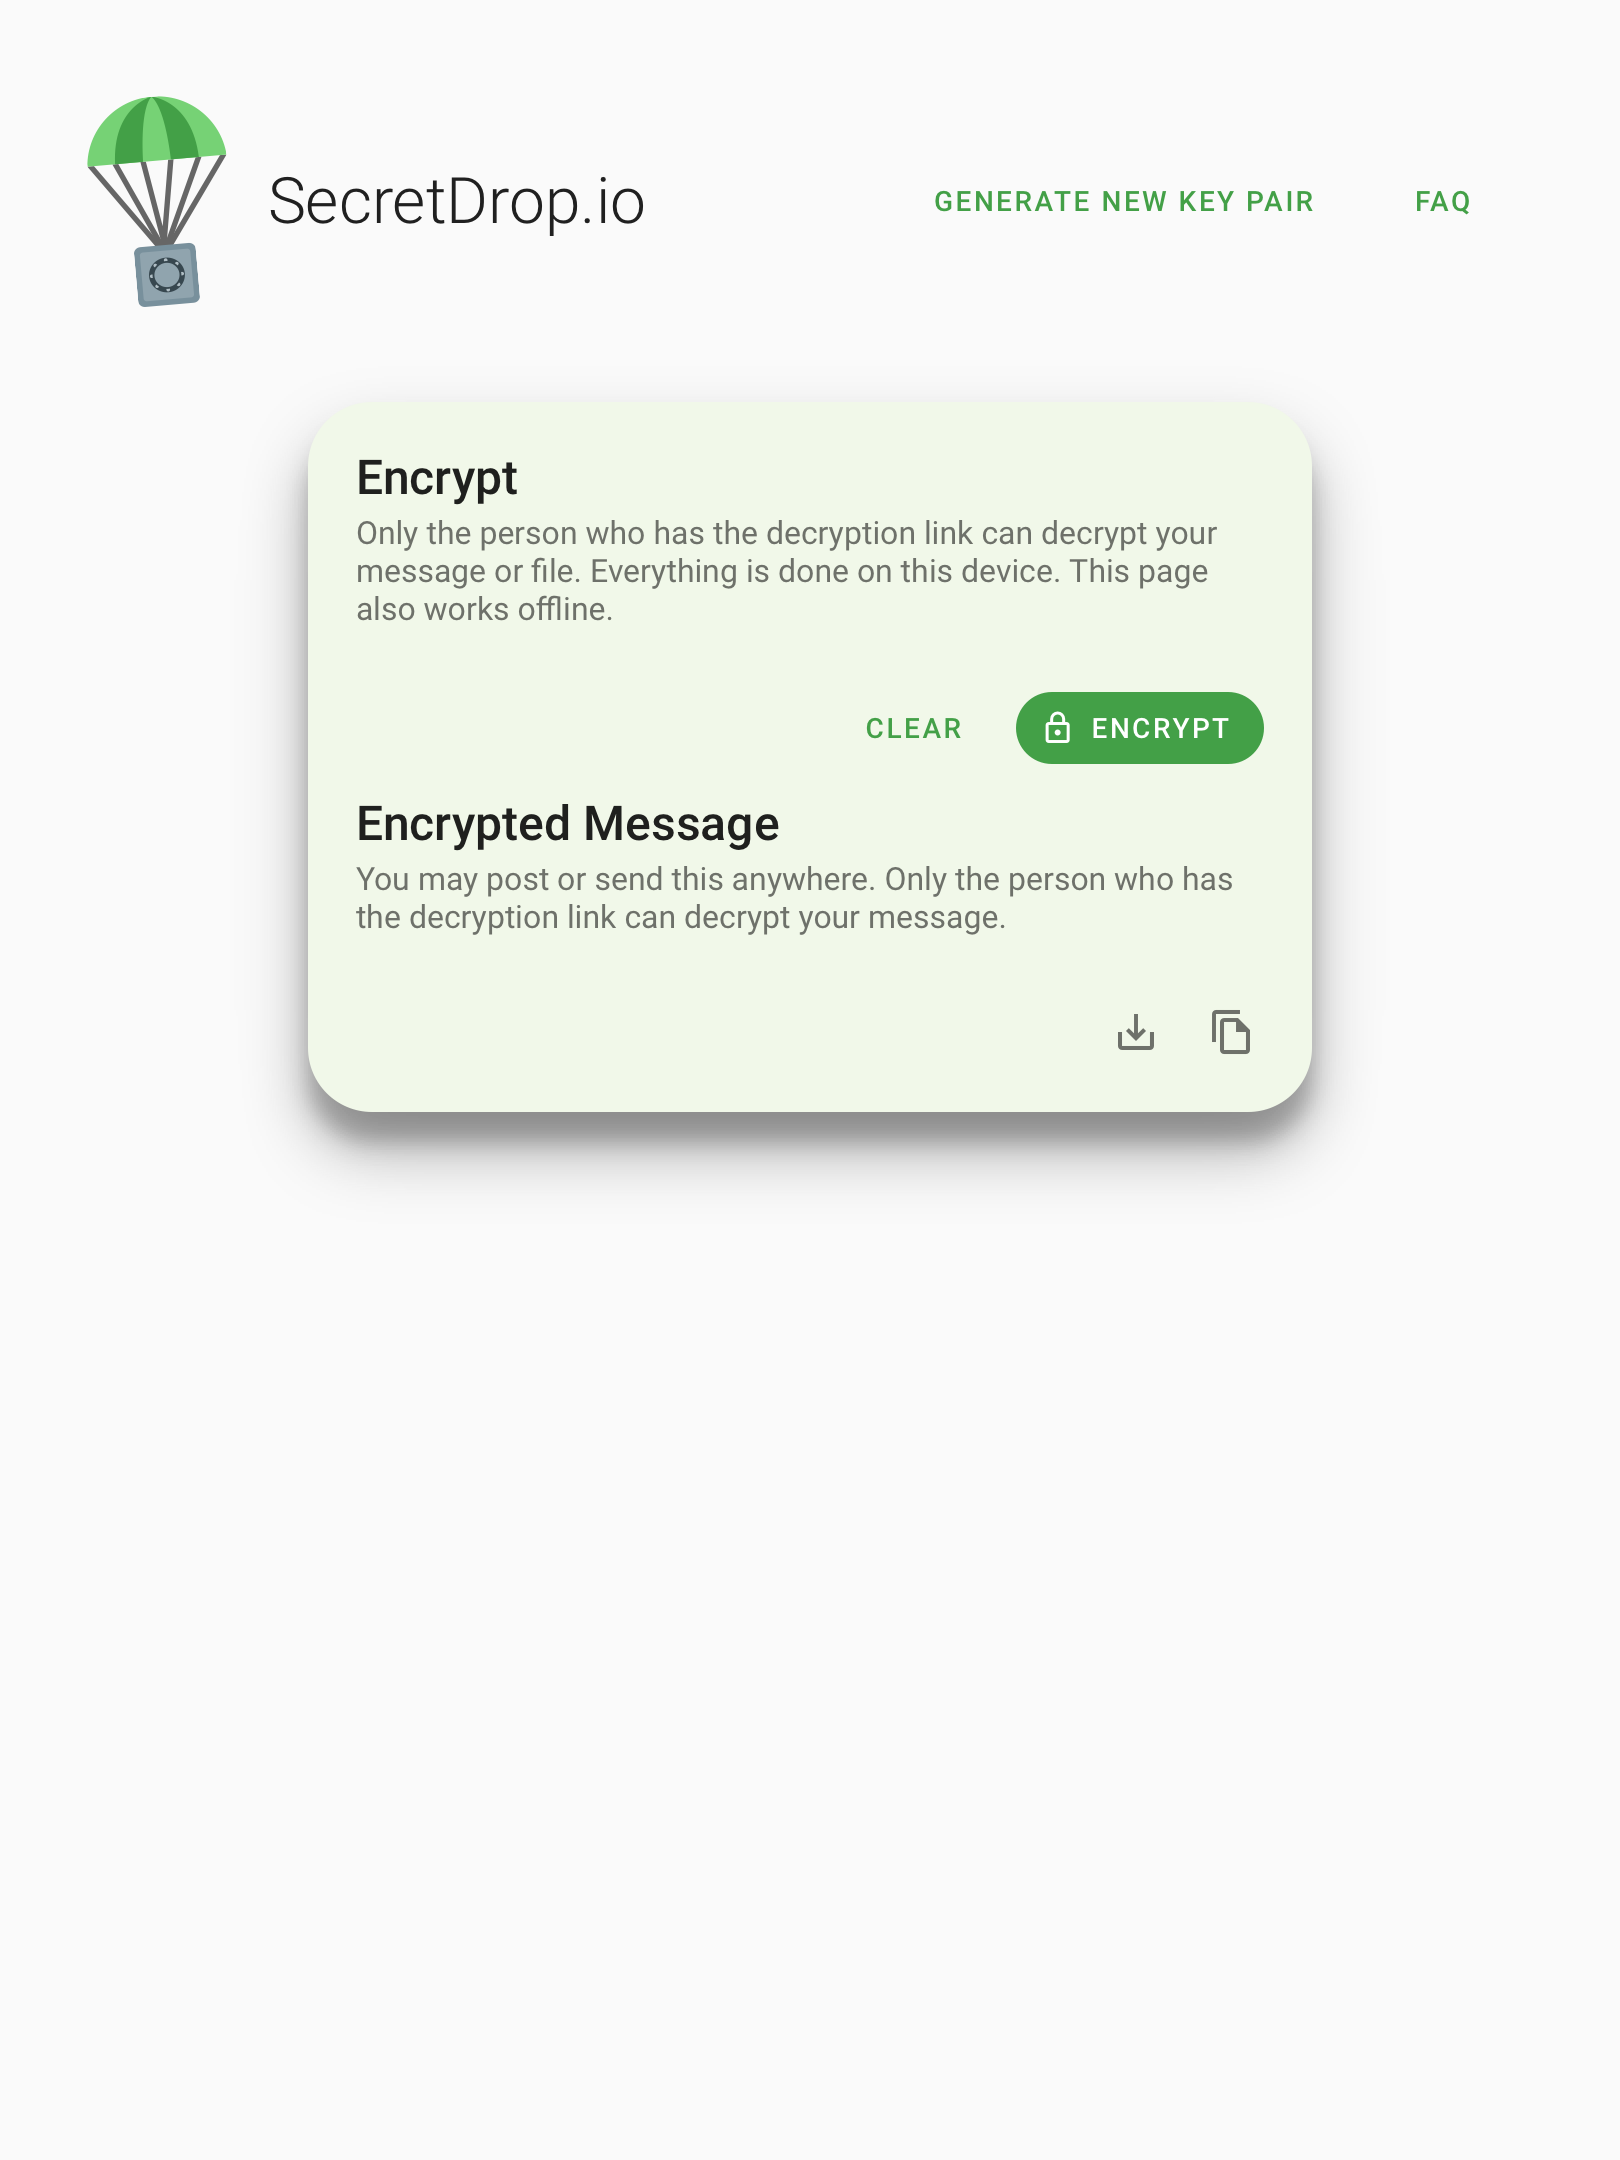 SecretDrop.io
GENERATE NEW KEY PAIR
FAQ
Encrypt
Only the person who has the decryption link can decrypt your
message or file. Everything is done on this device. This page
also works offline.
CLEAR
ENCRYPT
Encrypted Message
You may post or send this anywhere. Only the person who has
the decryption link can decrypt your message.